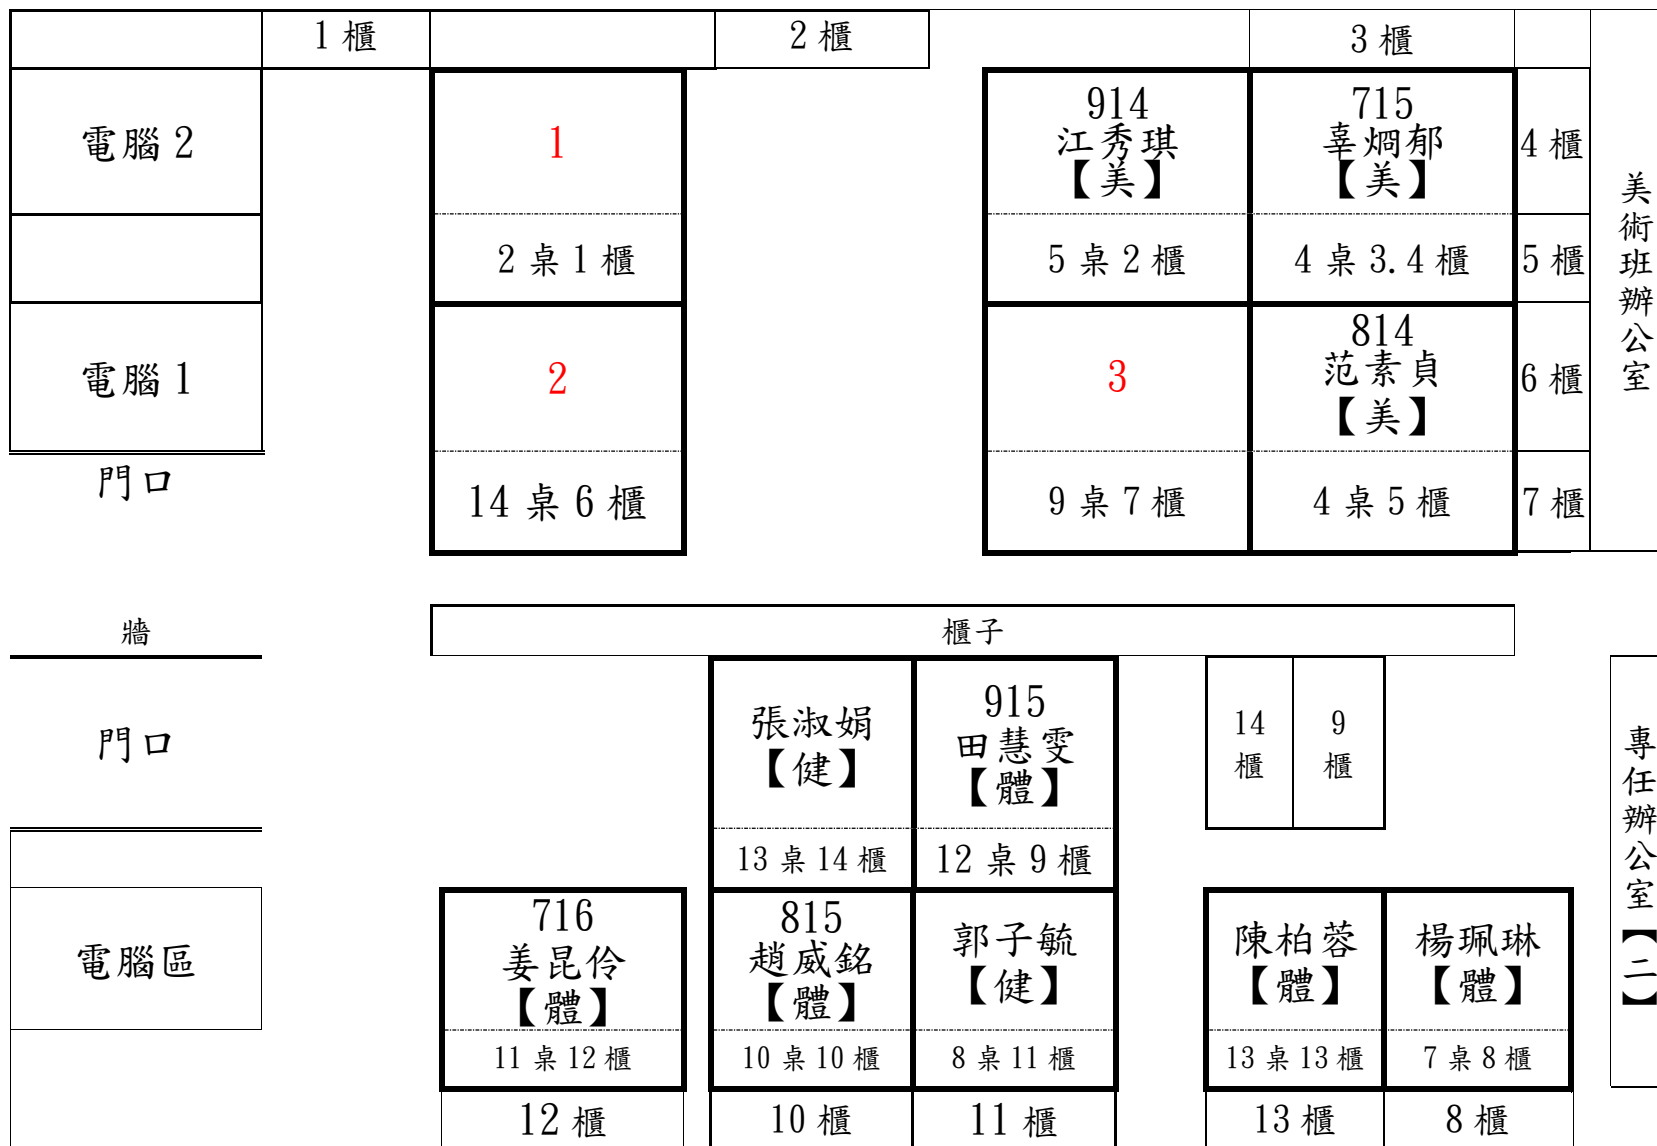 1 櫃
2 櫃
3 櫃
電腦 2
1
914
江秀琪
【美】
715
辜烱郁
【美】
4 櫃
2 桌 1 櫃
5 桌 2 櫃
4 桌 3.4 櫃
5 櫃
電腦 1
2
3
814
范素貞
【美】
6 櫃
門口
14 桌 6 櫃
9 桌 7 櫃
4 桌 5 櫃
7 櫃
美術班辦公室
牆
櫃子
門口
張淑娟
【健】
915
田慧雯
【體】
14
櫃
9
櫃
13 桌 14 櫃
12 桌 9 櫃
電腦區
716
姜昆伶
【體】
815
趙威銘
【體】
郭子毓
【健】
陳柏蓉
【體】
楊珮琳
【體】
11 桌 12 櫃
10 桌 10 櫃
8 桌 11 櫃
13 桌 13 櫃
7 桌 8 櫃
12 櫃
10 櫃
11 櫃
13 櫃
8 櫃
專任辦公室【二】